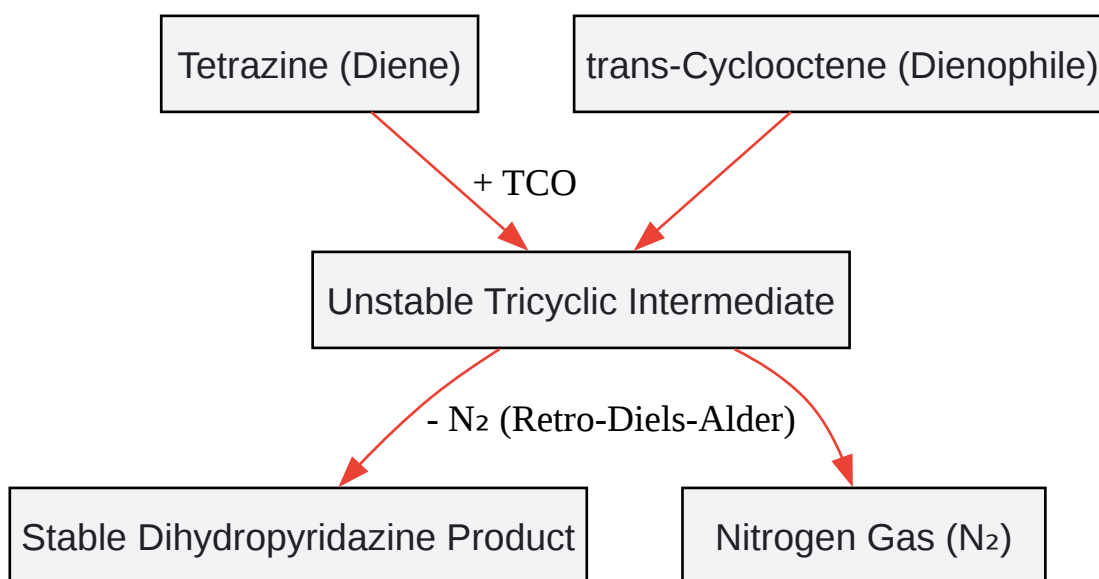 Tetrazine (Diene)
trans-Cyclooctene (Dienophile)
+ TCO
Unstable Tricyclic Intermediate
- N₂ (Retro-Diels-Alder)
Stable Dihydropyridazine Product
Nitrogen Gas (N₂)